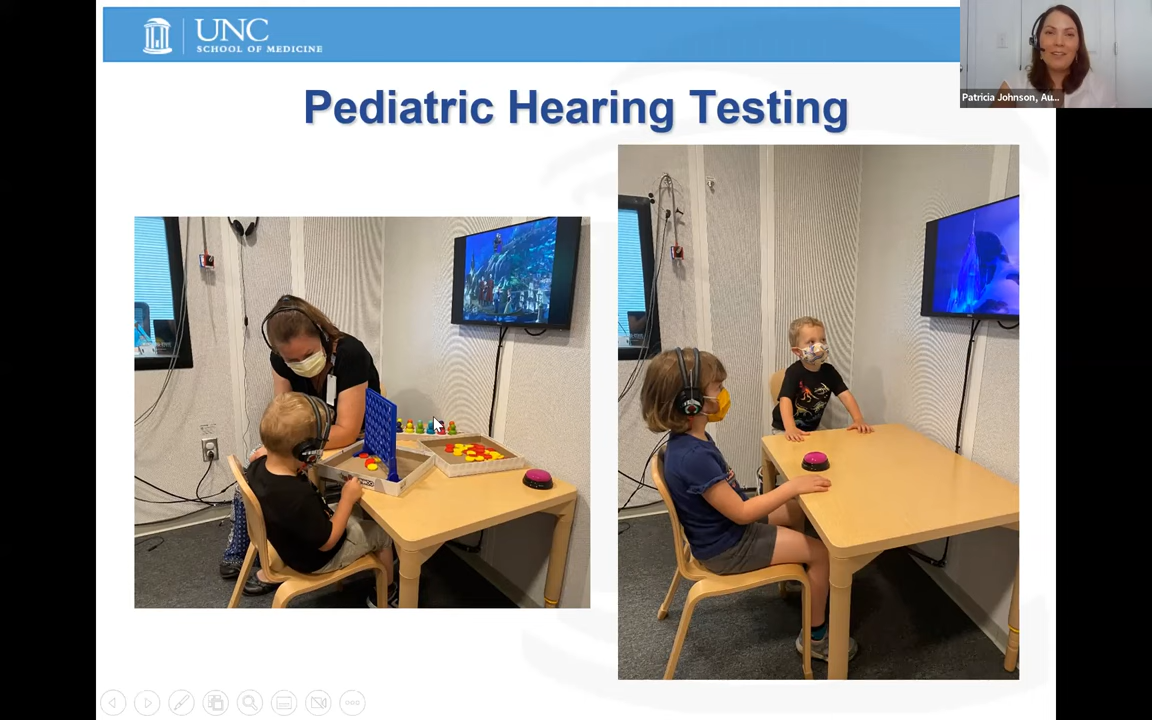 UNC
SCHOOL OF MEDICINE
Patricia Johnson, Au...
Pediatric Hearing Testing